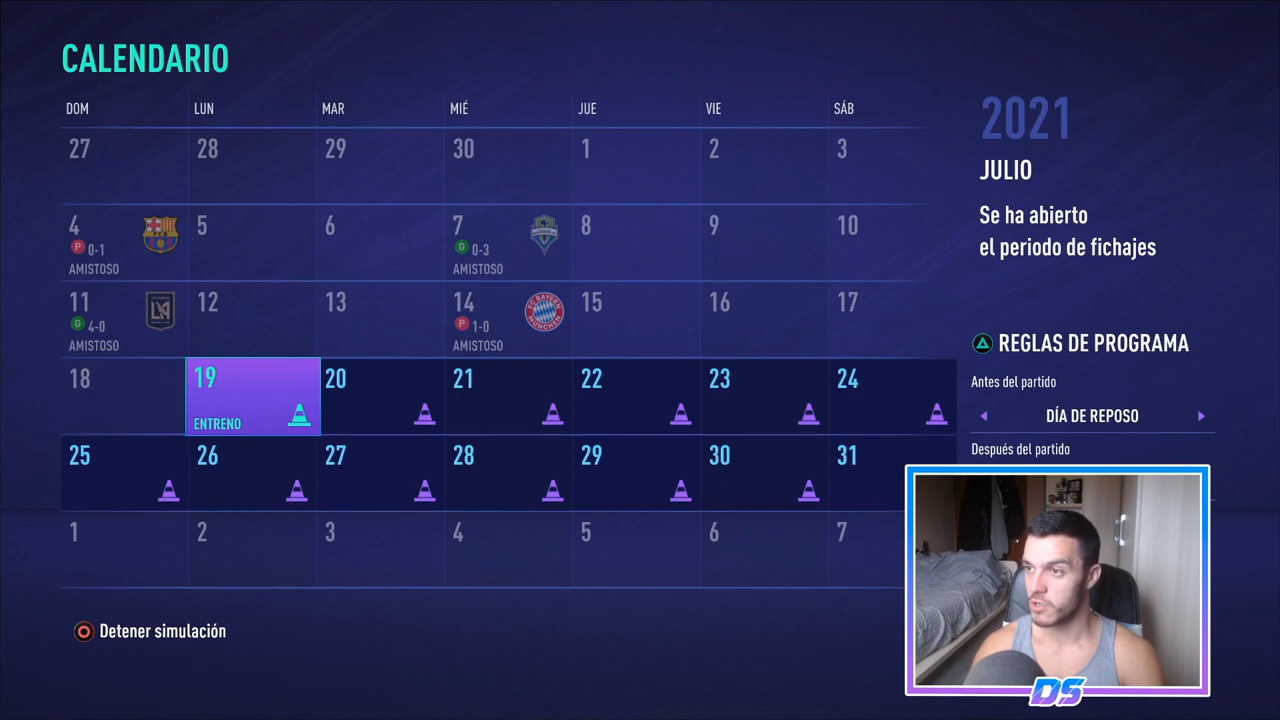 CALENDARIO
DOM LUN MAR MIÉ JUE VIE SÁB
27 28 29 30 1 2 3
4 5 6 7 8 9 10
P 0-1 G 0-3
AMISTOSO AMISTOSO
11 12 13 14 15 16 17
G 4-0 P 1-0
AMISTOSO AMISTOSO
18 19 20 21 22 23 24
ENTRENO
25 26 27 28 29 30 31
1 2 3 4 5 6 7
Detener simulación
2021
JULIO
Se ha abierto
el periodo de fichajes
REGLAS DE PROGRAMA
Antes del partido
DÍA DE REPOSO
Después del partido
DS